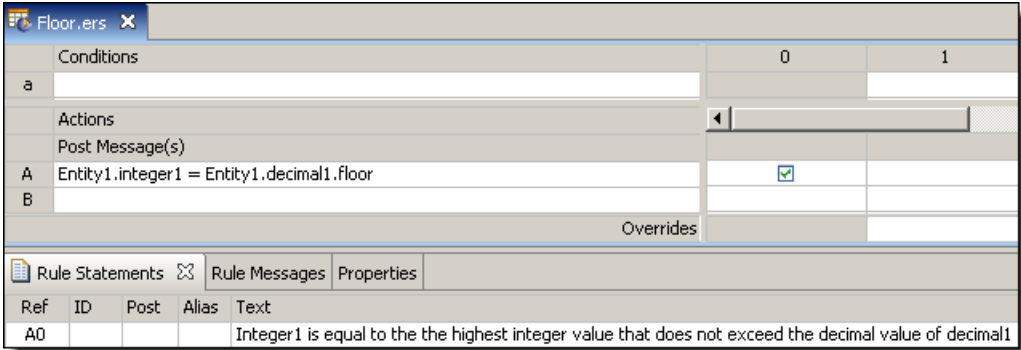 Floor.ers
Conditions 0 1
a
Actions
Post Message(s)
A Entity1.integer1 = Entity1.decimal1.floor
B
Overrides
Rule Statements Rule Messages Properties
Ref ID Post Alias Text
A0 Integer1 is equal to the the highest integer value that does not exceed the decimal value of decimal1